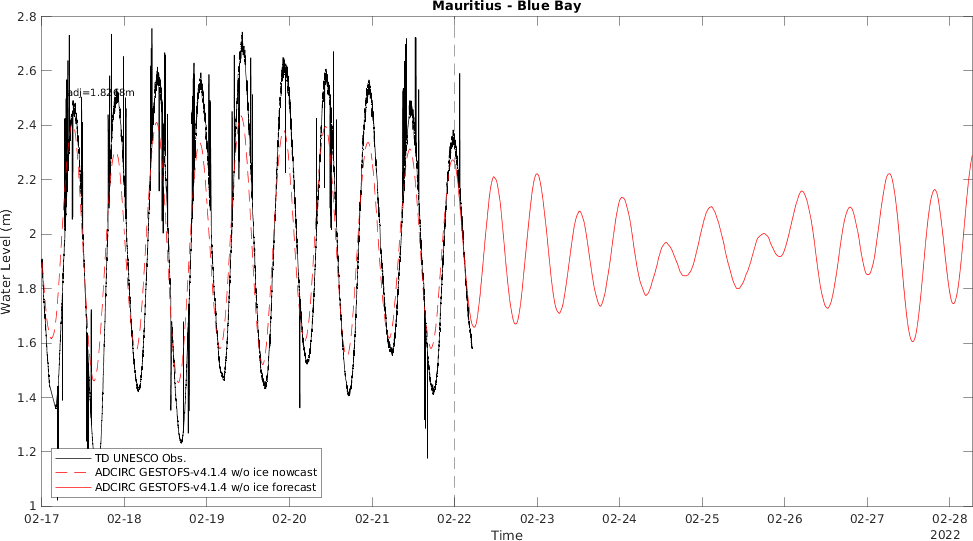 Mauritius - Blue Bay
2.8
2.6
2.4
2.2
2
1.8
1.6
1.4
1.2
1
Water Level (m)
adj=1.8268m
TD UNESCO Obs.
ADCIRC GESTOFS-v4.1.4 w/o ice nowcast
ADCIRC GESTOFS-v4.1.4 w/o ice forecast
02-17 02-18 02-19 02-20 02-21 02-22 02-23 02-24 02-25 02-26 02-27 02-28
2022
Time